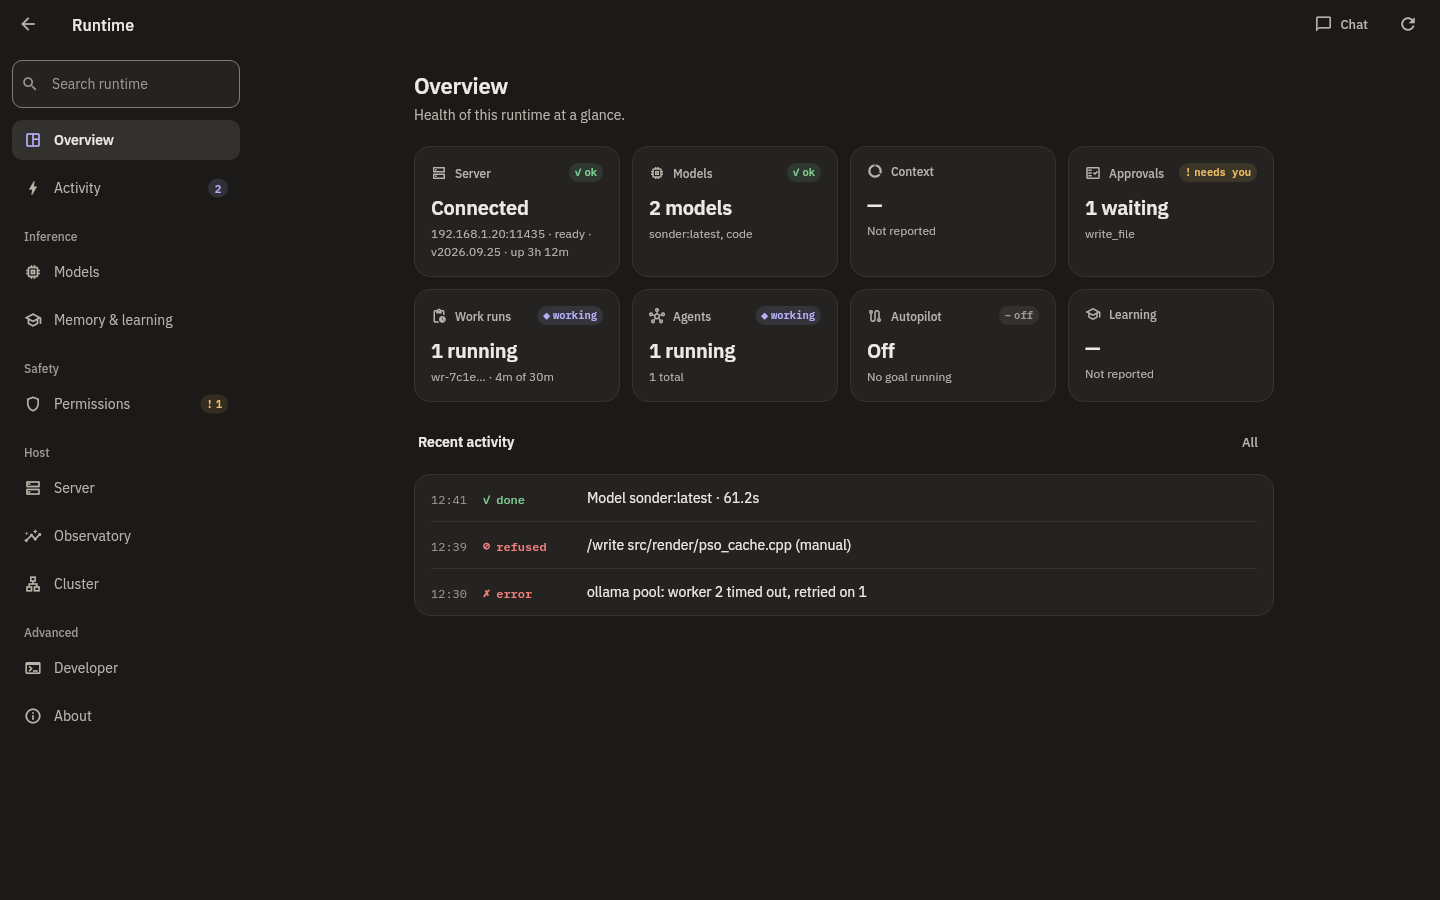 Runtime
Chat
Search runtime
Overview
Activity 2
Inference
Models
Memory & learning
Safety
Permissions ! 1
Host
Server
Observatory
Cluster
Advanced
Developer
About
Overview
Health of this runtime at a glance.
Server ✓ ok
Connected
192.168.1.20:11435 · ready ·
v2026.09.25 · up 3h 12m
Models ✓ ok
2 models
sonder:latest, code
Context
—
Not reported
Approvals ! needs you
1 waiting
write_file
Work runs ◆ working
1 running
wr-7c1e… · 4m of 30m
Agents ◆ working
1 running
1 total
Autopilot – off
Off
No goal running
Learning
—
Not reported
Recent activity
All
12:41 ✓ done Model sonder:latest · 61.2s
12:39 ⊘ refused /write src/render/pso_cache.cpp (manual)
12:30 ✗ error ollama pool: worker 2 timed out, retried on 1